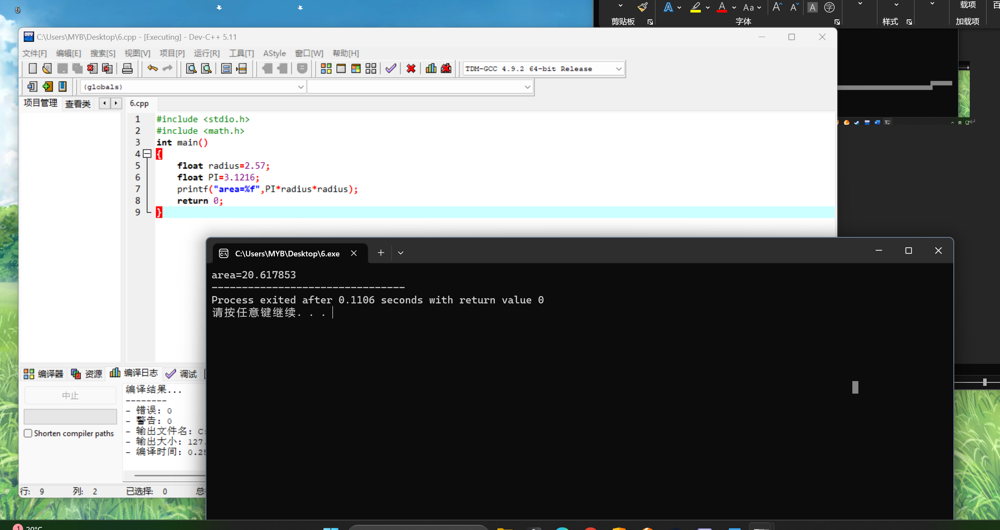 6
剪贴板
Aa
A
字体
样式
载项
加载项
C:\Users\MYB\Desktop\6.cpp - [Executing] - Dev-C++ 5.11
文件[F] 编辑[E] 搜索[S] 视图[V] 项目[P] 运行[R] 工具[T] AStyle 窗口[W] 帮助[H]
TDM-GCC 4.9.2 64-bit Release
(globals)
项目管理 查看类 6.cpp
1 #include <stdio.h>
2 #include <math.h>
3 int main()
4 {
5 float radius=2.57;
6 float PI=3.1216;
7 printf("area=%f",PI*radius*radius);
8 return 0;
9 }
C:\Users\MYB\Desktop\6.exe
area=20.617853
--------------------------------
Process exited after 0.1106 seconds with return value 0
请按任意键继续. . .
编译器 资源 编译日志 调试
中止
Shorten compiler paths
编译结果...
--------
- 错误: 0
- 警告: 0
- 输出文件名: C:
- 输出大小: 127.
- 编译时间: 0.25
行: 9 列: 2 已选择: 0 总
英
1 20°C